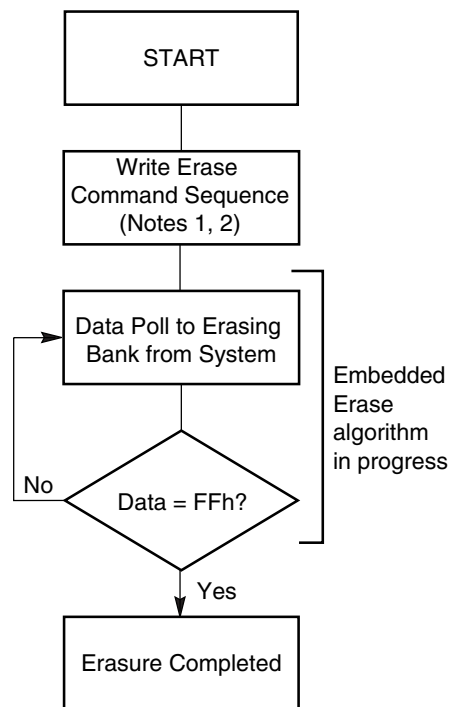 START
Write Erase
Command Sequence
(Notes 1, 2)
Data Poll to Erasing
Bank from System
Embedded
Erase
algorithm
in progress
No
Data = FFh?
Yes
Erasure Completed